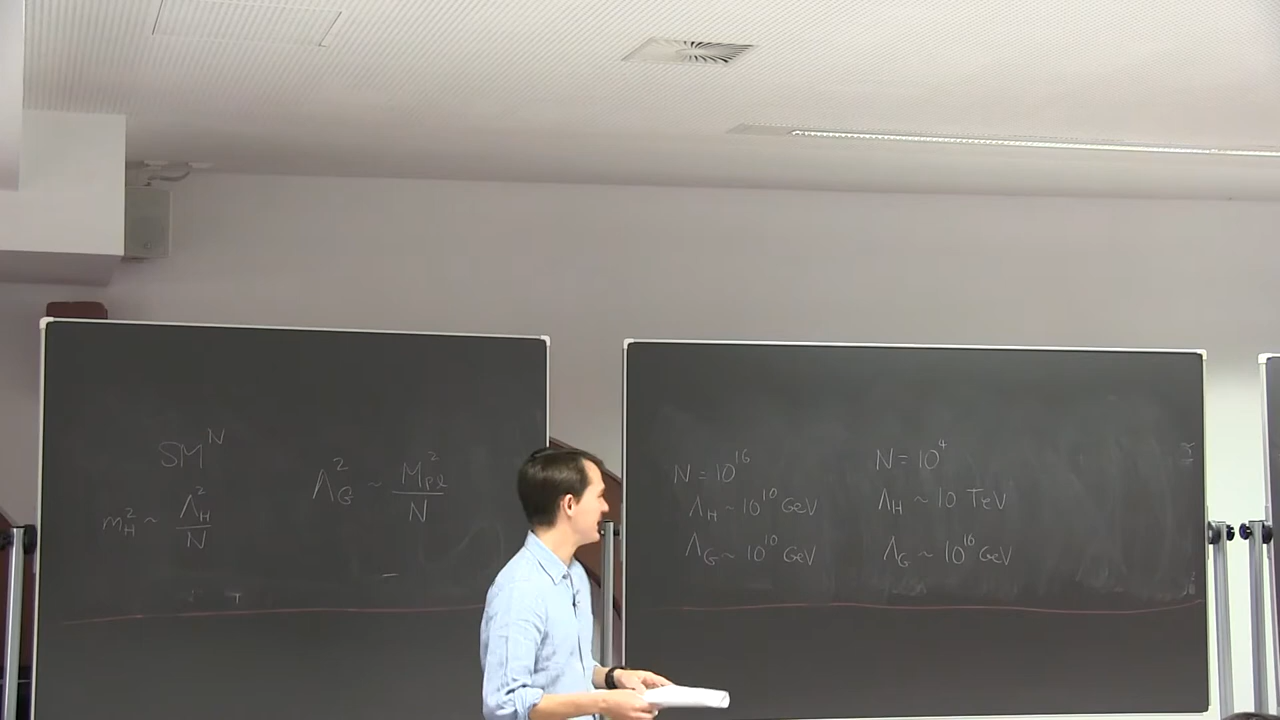 SM^N
m_H^2 ~ Λ_H^2 / N
Λ_G^2 ~ M_pl^2 / N
N = 10^16
Λ_H ~ 10^10 GeV
Λ_G ~ 10^10 GeV
N = 10^4
Λ_H ~ 10 TeV
Λ_G ~ 10^16 GeV